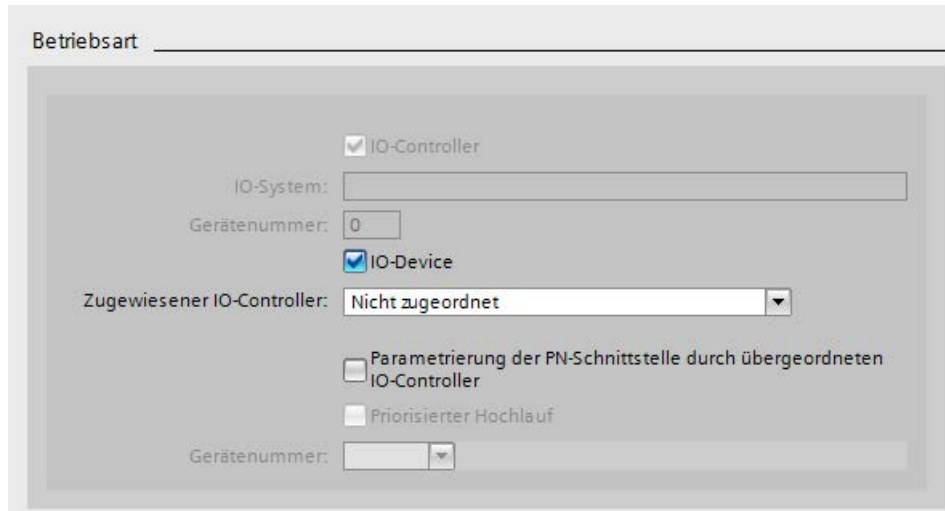 Betriebsart
IO-Controller
IO-System:
Gerätenummer: 0
IO-Device
Zugewiesener IO-Controller: Nicht zugeordnet
Parametrierung der PN-Schnittstelle durch übergeordneten
IO-Controller
Priorisierter Hochlauf
Gerätenummer: